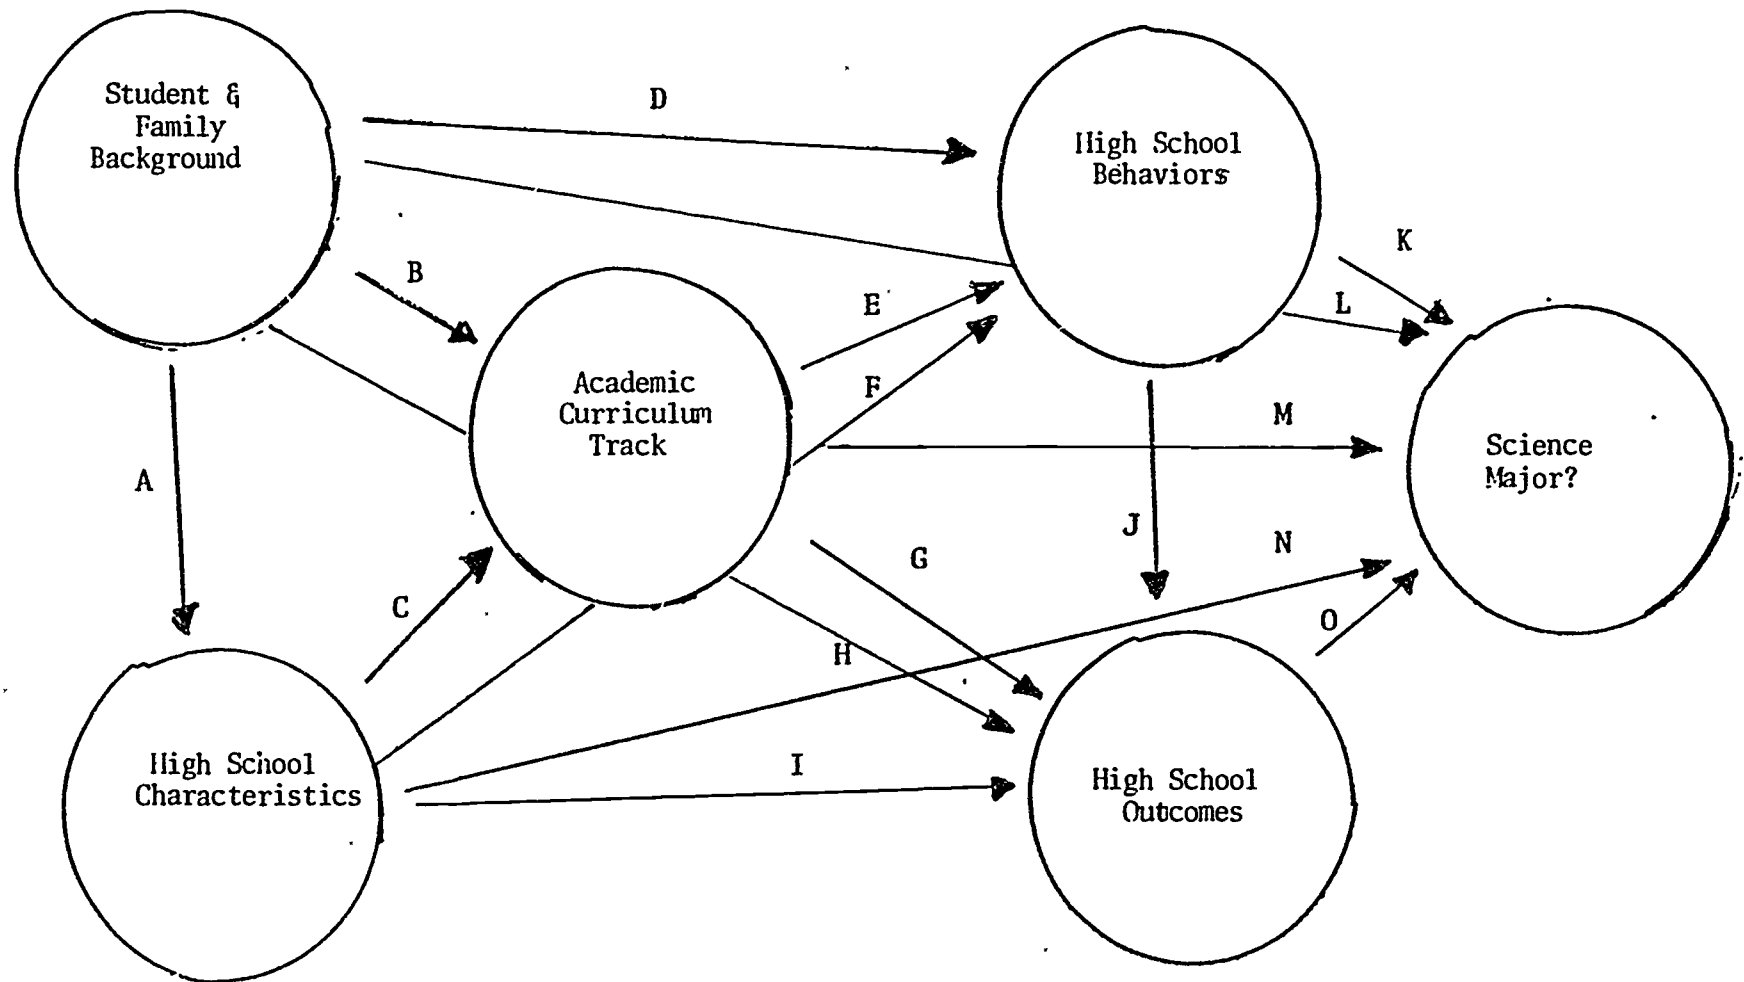 Student &
Family
Background
D
High School
Behaviors
B
K
E
L
Academic
Curriculum
Track
F
M
A
Science
Major?
J
G
N
C
O
H
High School
Characteristics
I
High School
Outcomes